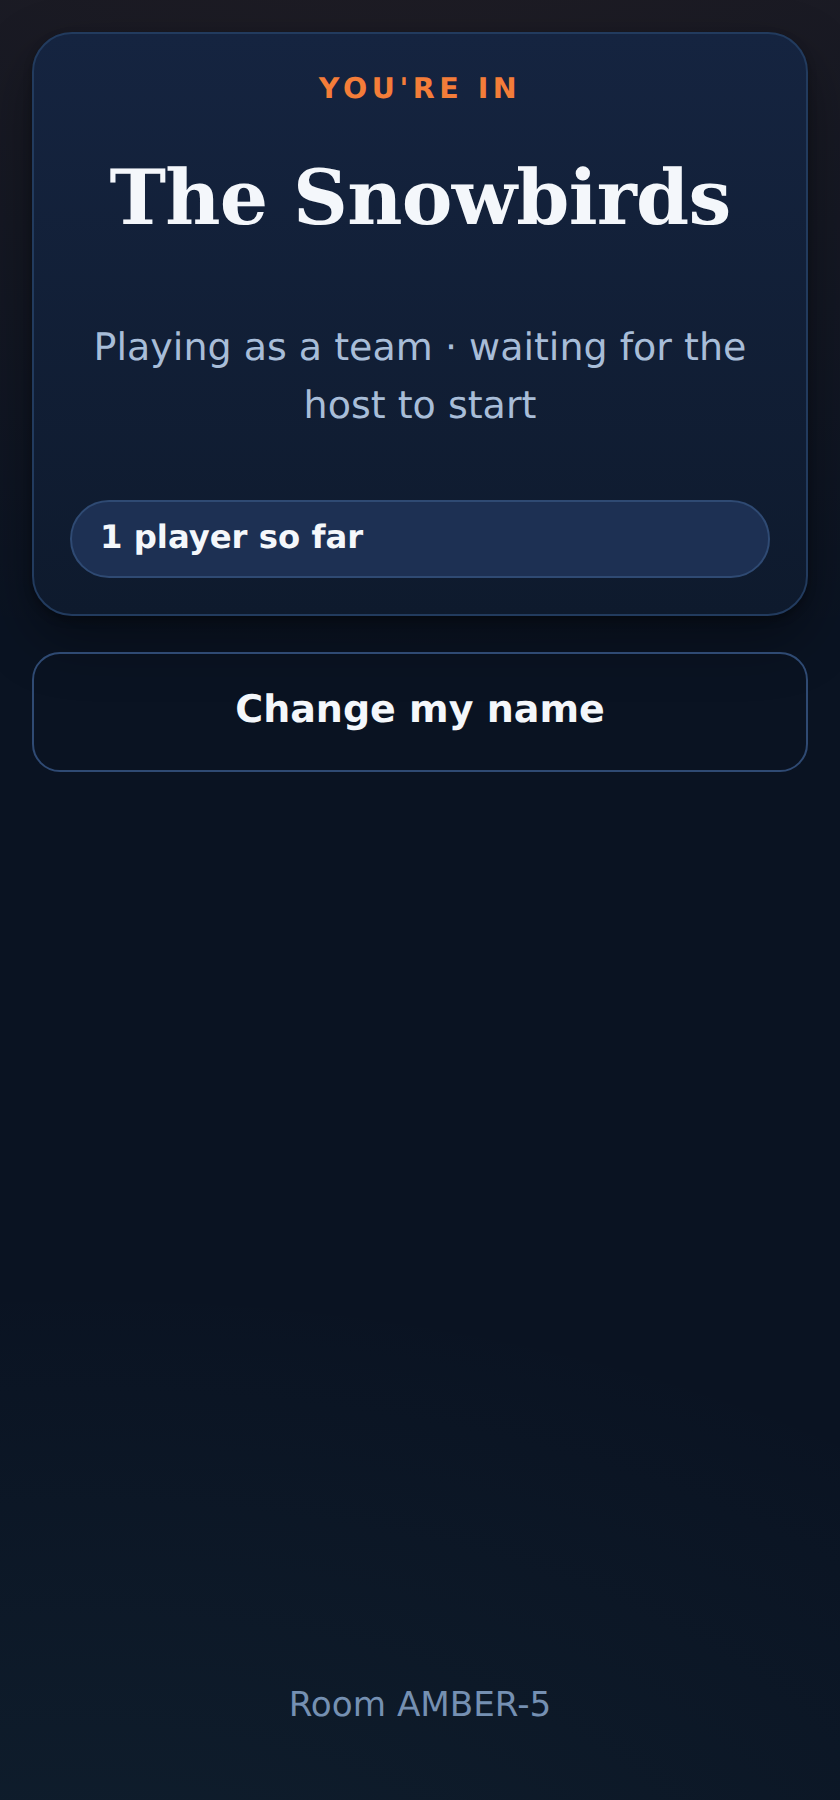 YOU'RE IN
The Snowbirds
Playing as a team · waiting for the
host to start
1 player so far
Change my name
Room AMBER-5